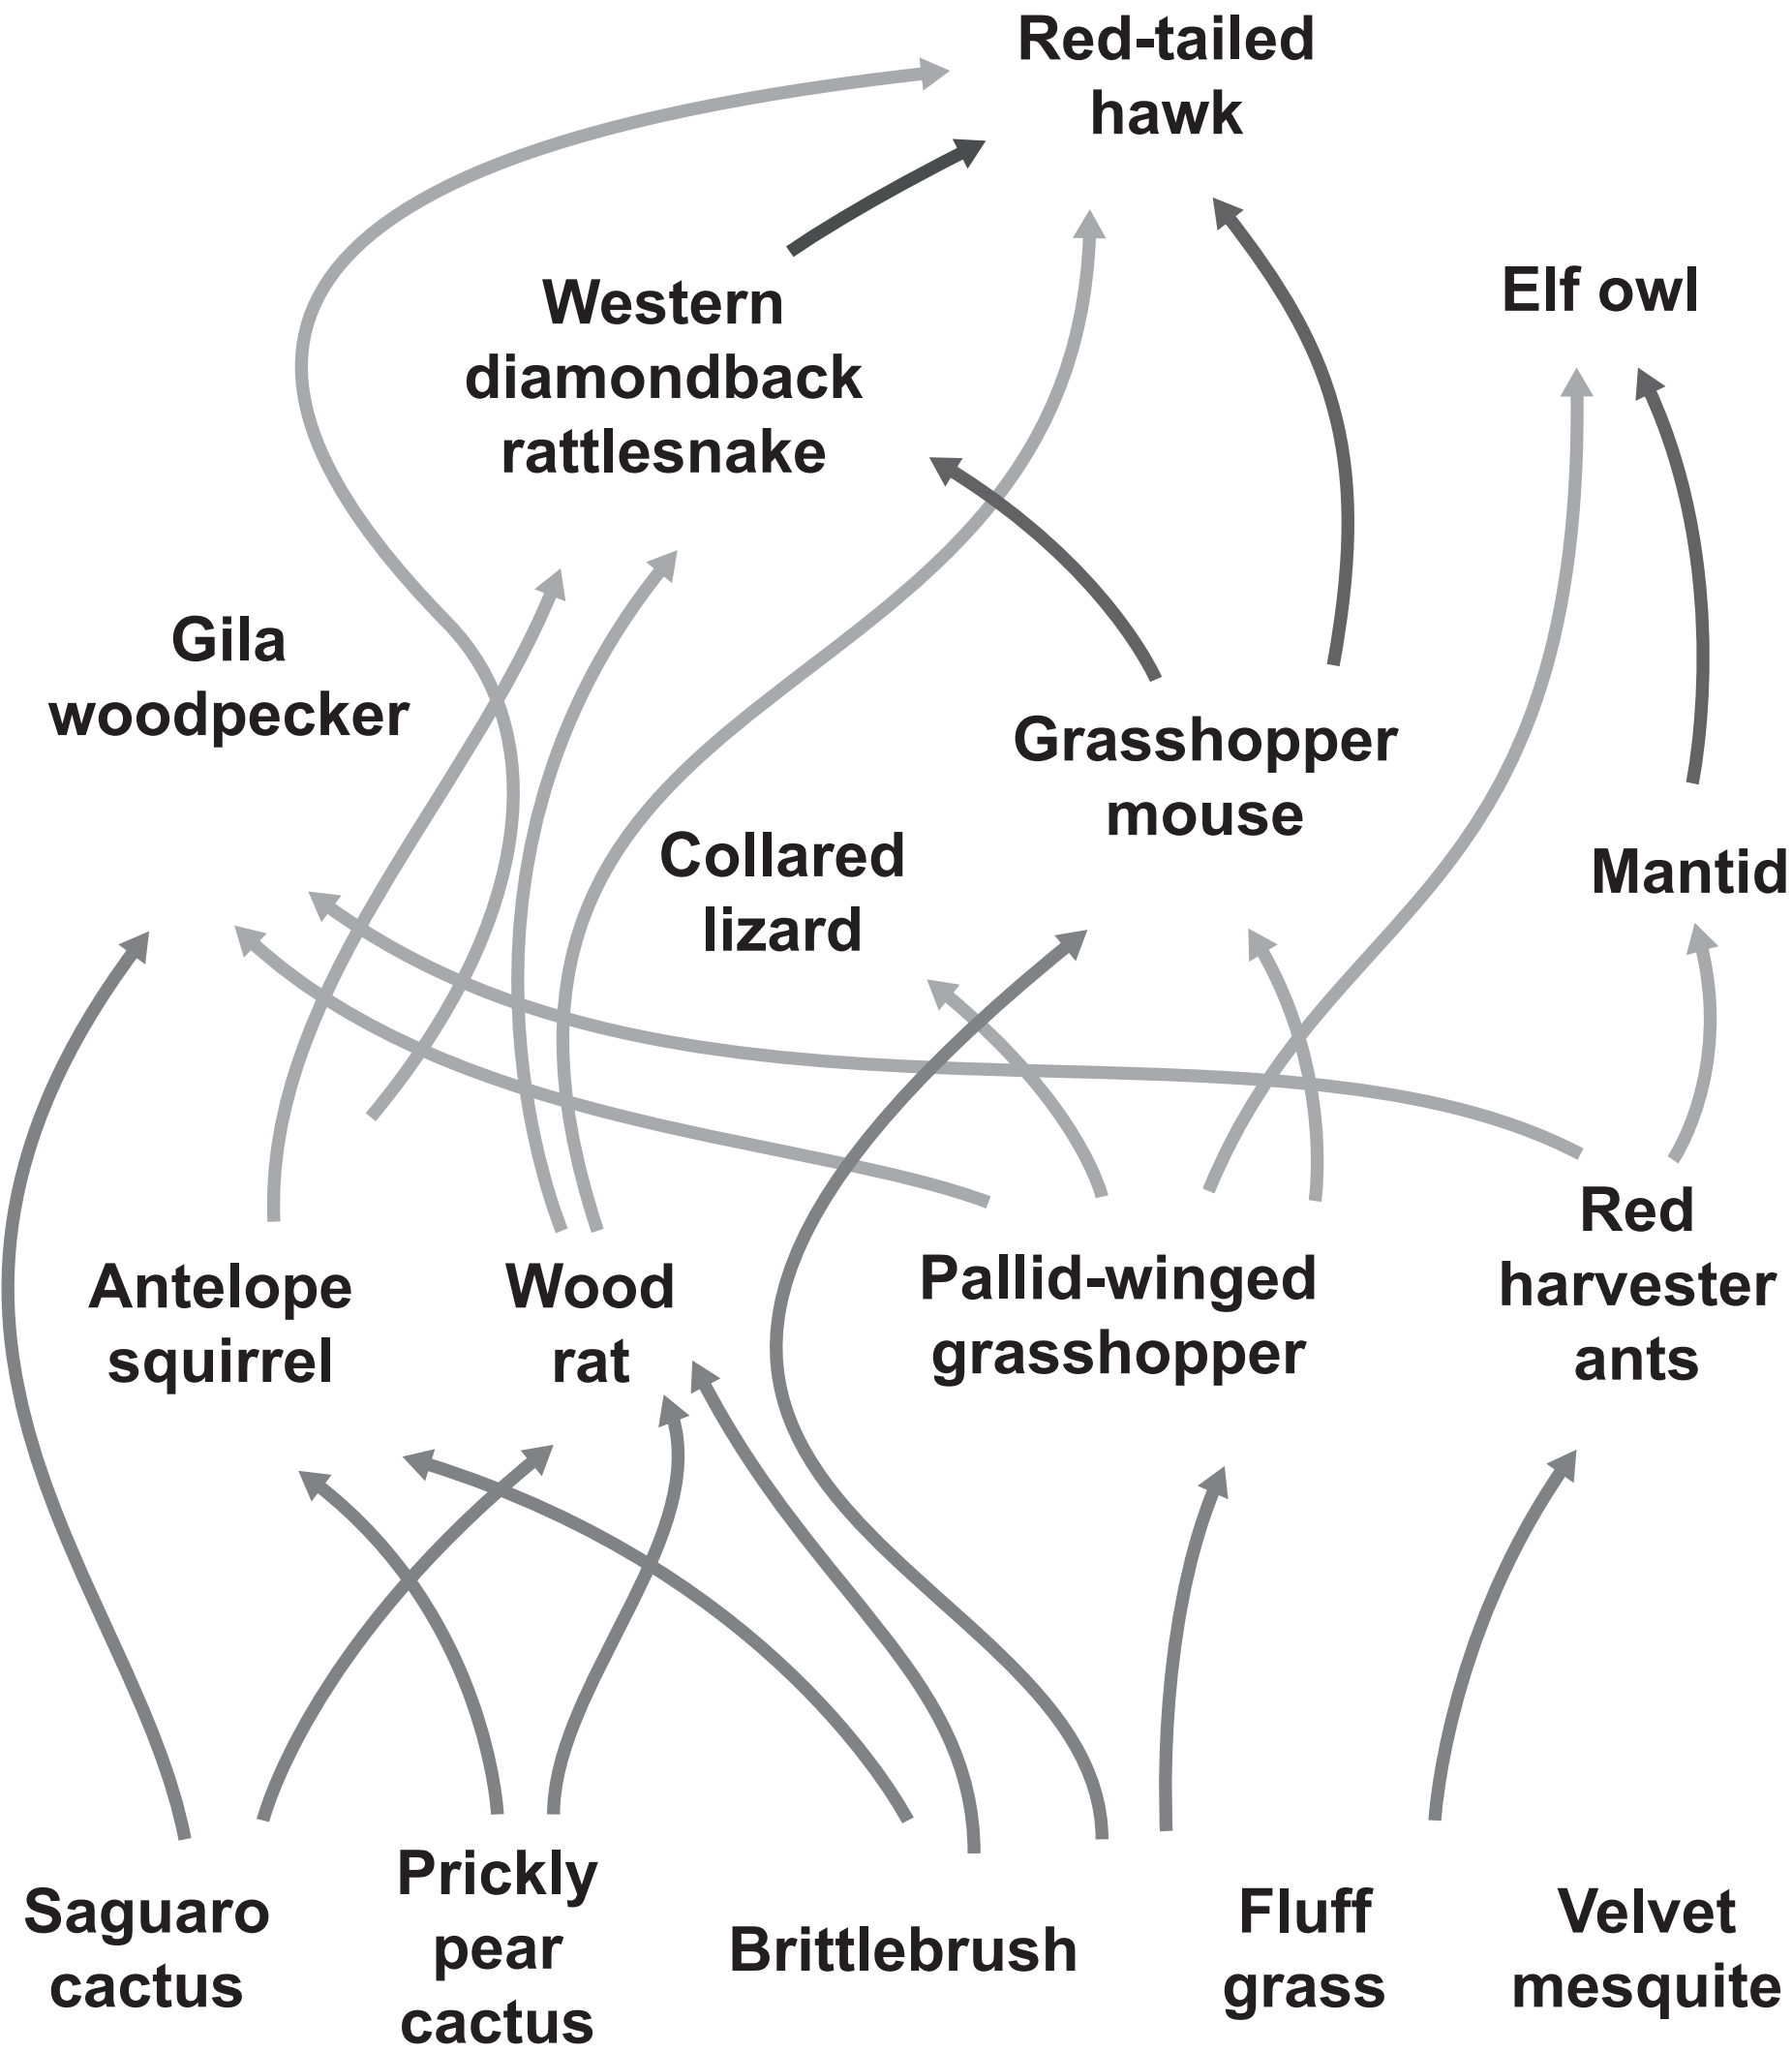 Red-tailed
hawk
Elf owl
Western
diamondback
rattlesnake
Gila
woodpecker
Grasshopper
mouse
Collared
lizard
Mantid
Antelope
squirrel
Wood
rat
Pallid-winged
grasshopper
Red
harvester
ants
Saguaro
cactus
Prickly
pear
cactus
Brittlebrush
Fluff
grass
Velvet
mesquite